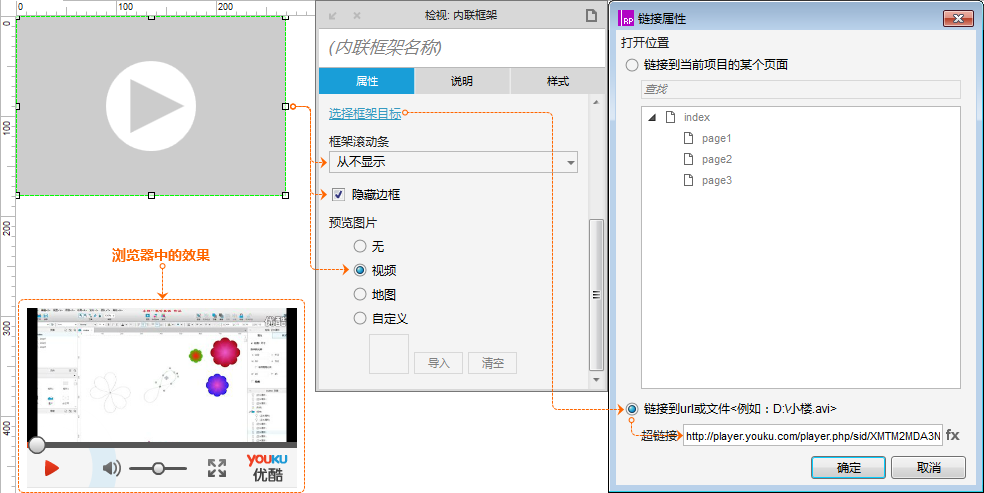 0 100 200
0
100
200
300
400
检视: 内联框架
(内联框架名称)
属性 说明 样式
选择框架目标
框架滚动条
从不显示
隐藏边框
预览图片
无
视频
地图
自定义
导入 清空
浏览器中的效果
优酷
YOUKU
优酷
RP 链接属性
打开位置
链接到当前项目的某个页面
查找
index
page1
page2
page3
链接到url或文件<例如：D:\小楼.avi>
超链接 http://player.youku.com/player.php/sid/XMTM2MDA3N fx
确定 取消